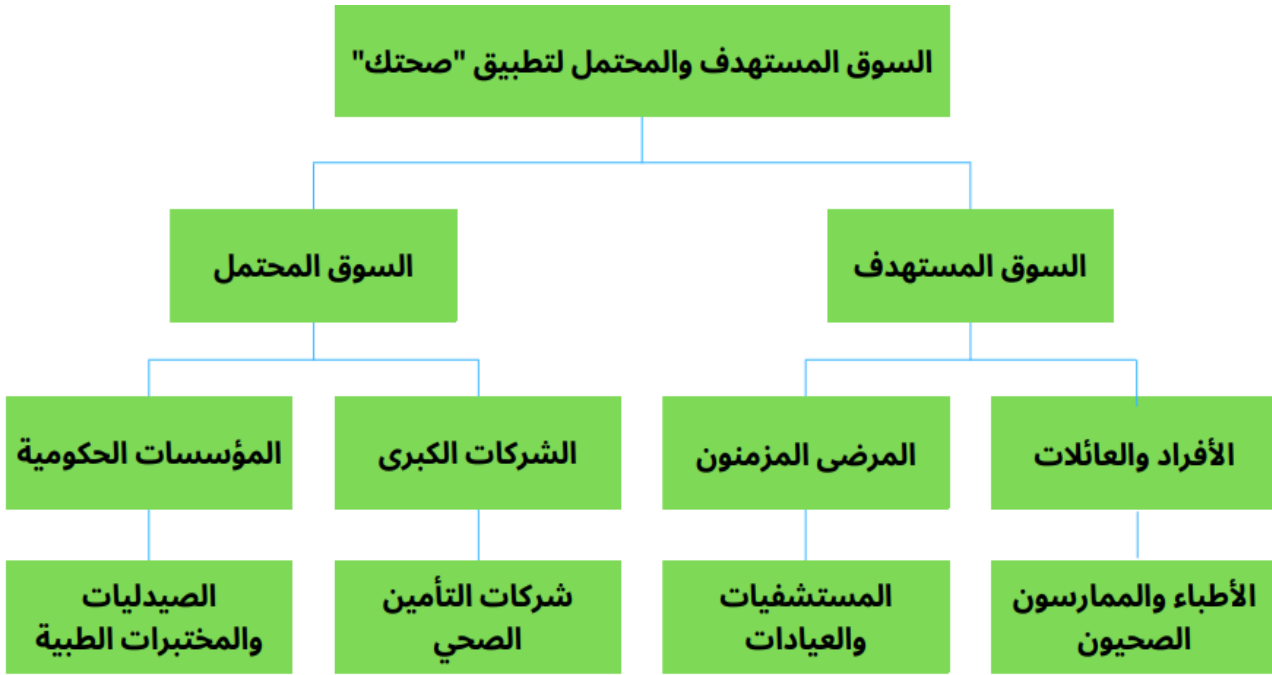 السوق المستهدف والمحتمل لتطبيق "صحتك"
السوق المستهدف
السوق المحتمل
الأفراد والعائلات
المرضى المزمنون
الشركات الكبرى
المؤسسات الحكومية
الأطباء والممارسون
الصحيون
المستشفيات
والعيادات
شركات التأمين
الصحي
الصيدليات
والمختبرات الطبية